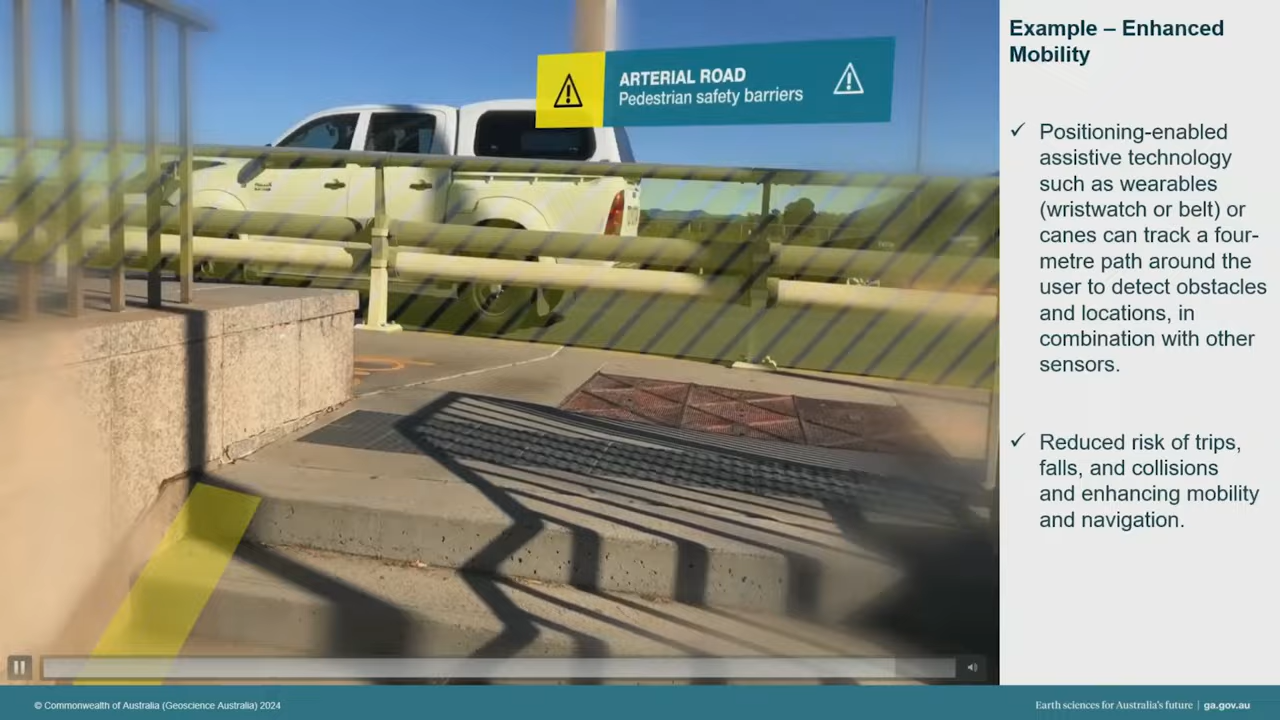 ARTERIAL ROAD
Pedestrian safety barriers
Example – Enhanced
Mobility
✓ Positioning-enabled
assistive technology
such as wearables
(wristwatch or belt) or
canes can track a four-
metre path around the
user to detect obstacles
and locations, in
combination with other
sensors.
✓ Reduced risk of trips,
falls, and collisions
and enhancing mobility
and navigation.
© Commonwealth of Australia (Geoscience Australia) 2024
Earth sciences for Australia's future | ga.gov.au